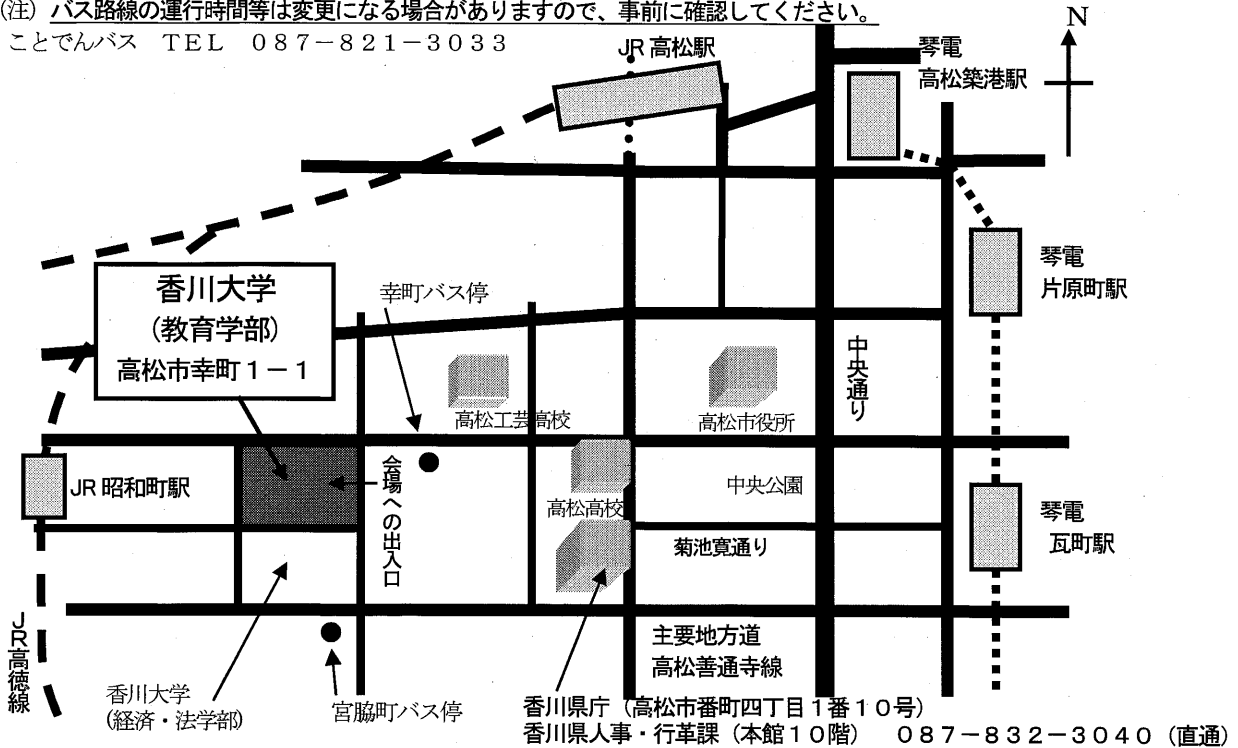 (注) バス路線の運行時間等は変更になる場合がありますので、事前に確認してください。
ことでんバス　ＴＥＬ　０８７－８２１－３０３３
N
JR 高松駅
琴電
高松築港駅
香川大学
(教育学部)
高松市幸町１－１
幸町バス停
琴電
片原町駅
中央通り
高松工芸高校
高松市役所
JR 昭和町駅
会場への出入口
高松高校
中央公園
琴電
瓦町駅
菊池寛通り
JR高徳線
主要地方道
高松善通寺線
香川大学
(経済・法学部)
宮脇町バス停
香川県庁（高松市番町四丁目１番１０号）
香川県人事・行革課（本館１０階）　０８７－８３２－３０４０（直通）